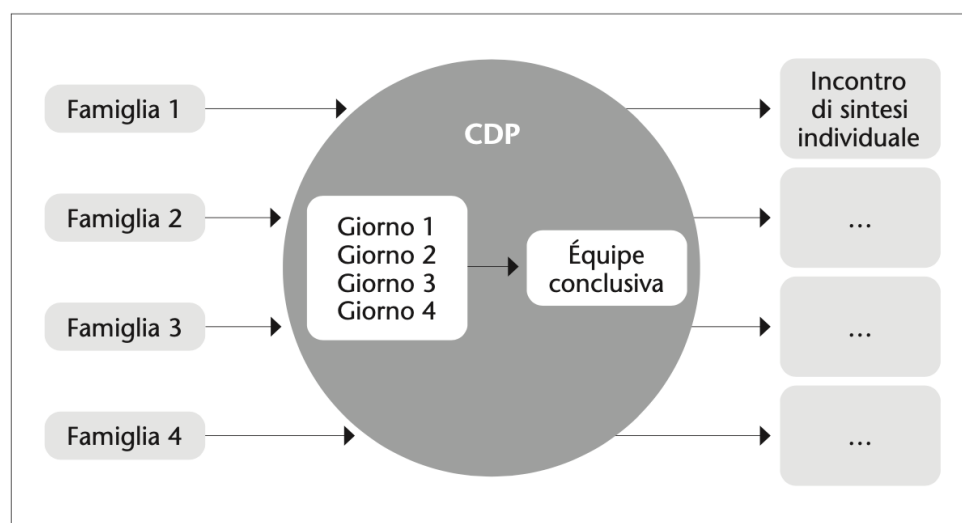 Famiglia 1
Famiglia 2
Famiglia 3
Famiglia 4
CDP
Giorno 1
Giorno 2
Giorno 3
Giorno 4
Équipe
conclusiva
Incontro
di sintesi
individuale
...
...
...